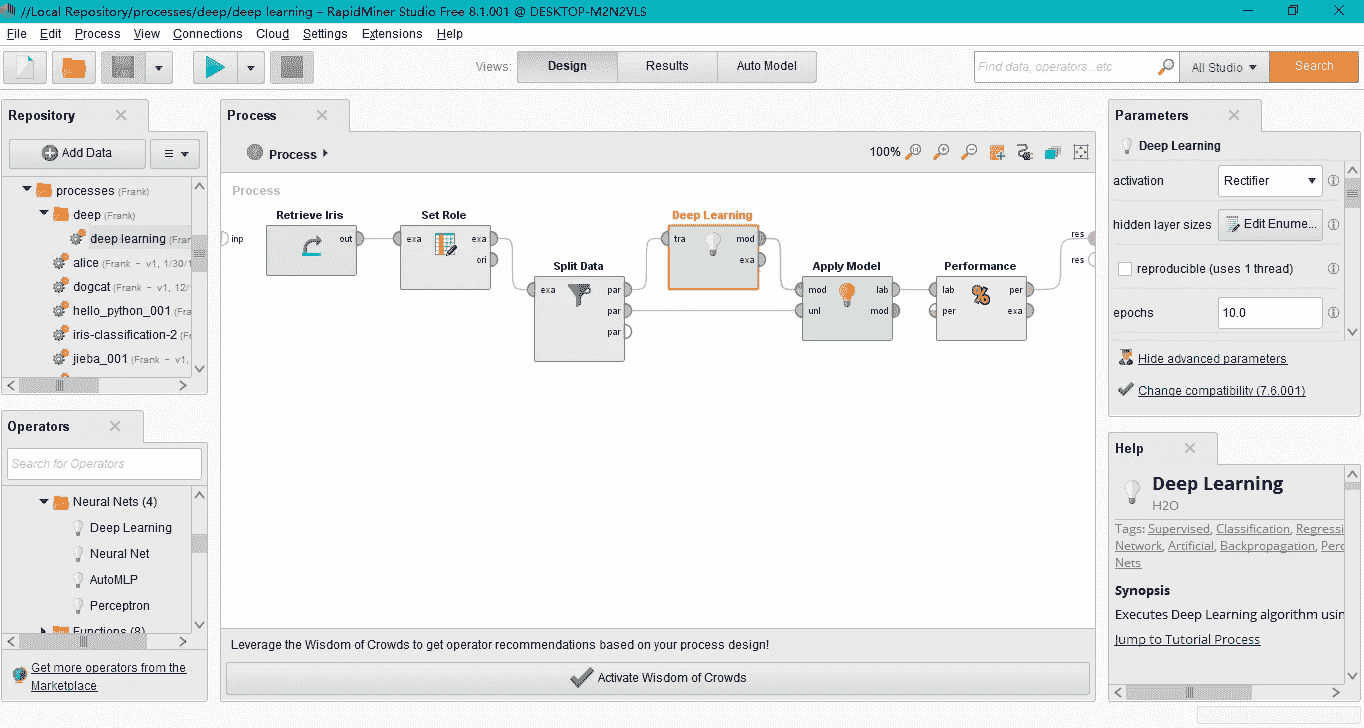 //Local Repository/processes/deep/deep learning – RapidMiner Studio Free 8.1.001 @ DESKTOP-M2N2VLS
File Edit Process View Connections Cloud Settings Extensions Help
Views: Design Results Auto Model
Find data, operators...etc
All Studio
Search
Repository
Add Data
processes (Frank)
deep (Frank)
deep learning (Fran
alice (Frank – v1, 1/30/1
dogcat (Frank – v1, 12/
hello_python_001 (Fran
iris-classification-2 (Fr
jieba_001 (Frank – v1,
Operators
Search for Operators
Neural Nets (4)
Deep Learning
Neural Net
AutoMLP
Perceptron
Functions (8)
Get more operators from the
Marketplace
Process
Process
100%
Process
inp
Retrieve Iris
out
Set Role
exa exa
ori
Split Data
exa par
par
par
Deep Learning
tra mod
exa
Apply Model
mod lab
unl mod
Performance
lab per
per exa
res
res
Leverage the Wisdom of Crowds to get operator recommendations based on your process design!
Activate Wisdom of Crowds
Parameters
Deep Learning
activation Rectifier
hidden layer sizes Edit Enume...
reproducible (uses 1 thread)
epochs 10.0
Hide advanced parameters
Change compatibility (7.6.001)
Help
Deep Learning
H2O
Tags: Supervised, Classification, Regressi
Network, Artificial, Backpropagation, Perc
Nets
Synopsis
Executes Deep Learning algorithm usin
Jump to Tutorial Process